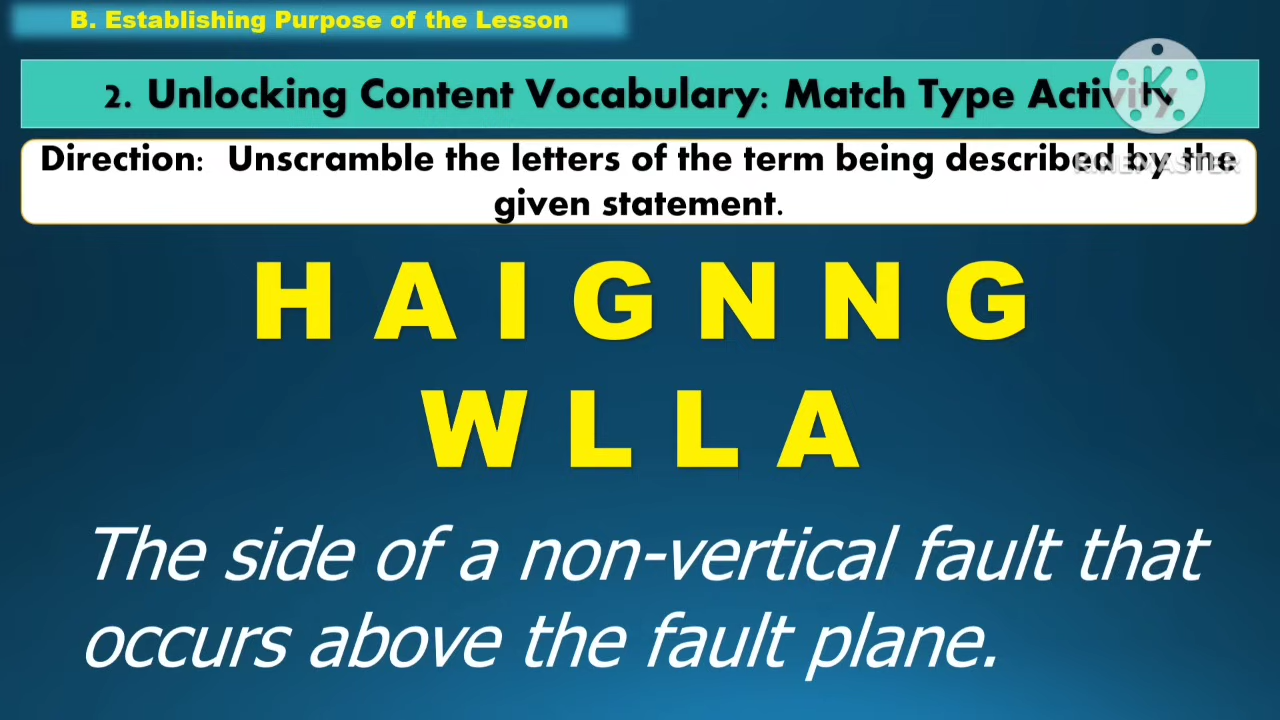 B. Establishing Purpose of the Lesson
2. Unlocking Content Vocabulary: Match Type Activity
Direction: Unscramble the letters of the term being described by the
given statement.
KINEMASTER
H A I G N N G
W L L A
The side of a non-vertical fault that
occurs above the fault plane.